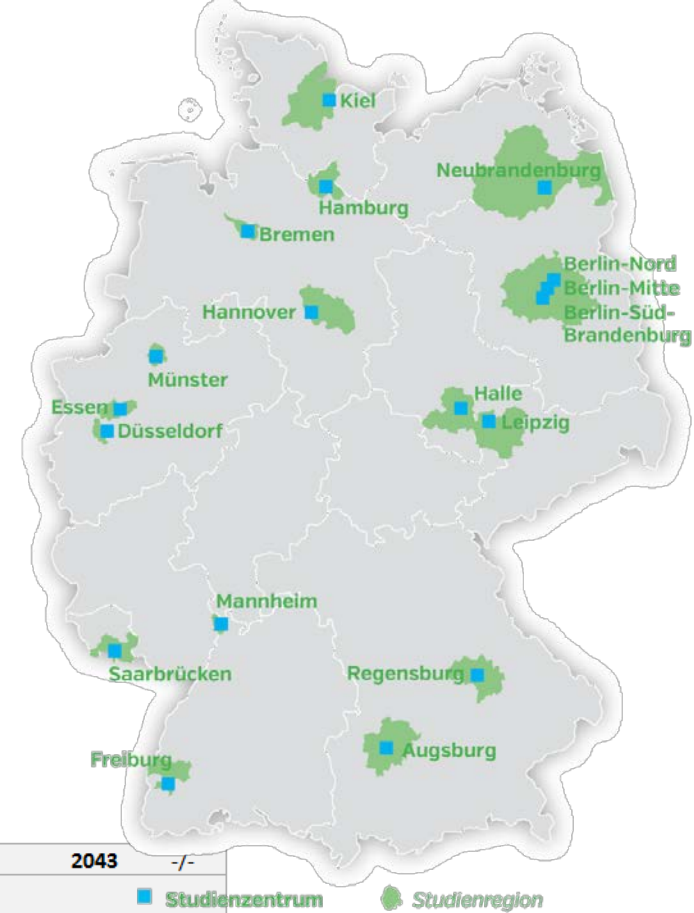 Kiel
Neubrandenburg
Hamburg
Bremen
Berlin-Nord
Berlin-Mitte
Berlin-Süd-
Brandenburg
Hannover
Münster
Halle
Essen
Leipzig
Düsseldorf
Mannheim
Saarbrücken
Regensburg
Augsburg
Freiburg
2043 -/-
Studienzentrum Studienregion